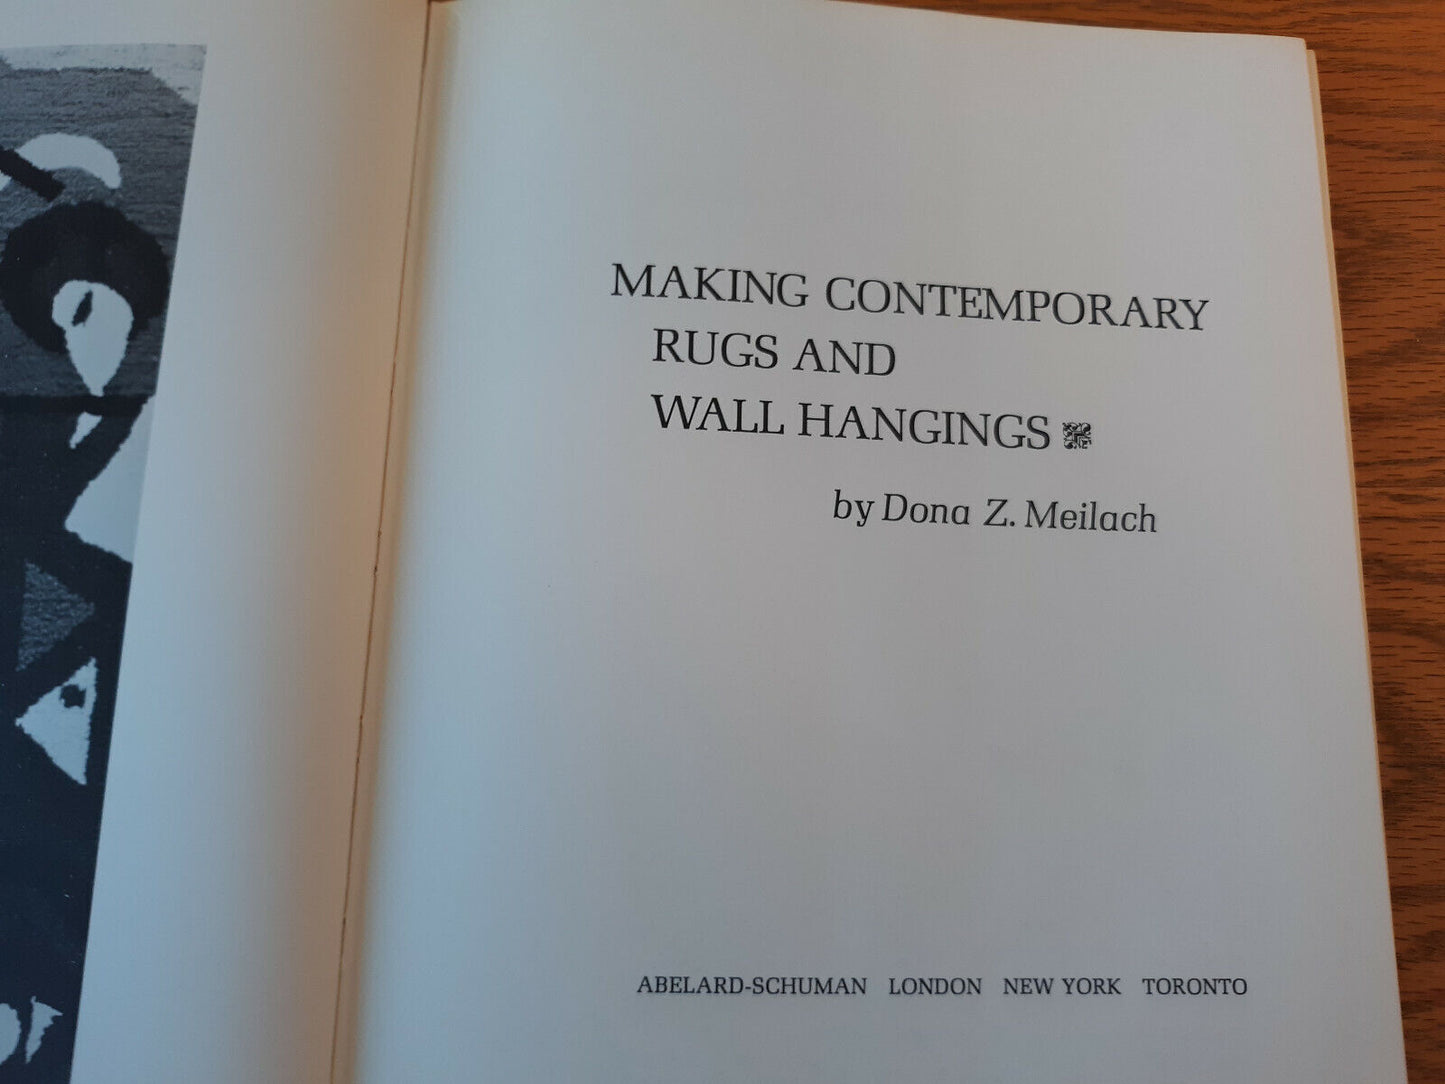 MAKING CONTEMPORARY
RUGS AND
WALL HANGINGS
by Dona Z. Meilach
ABELARD-SCHUMAN LONDON NEW YORK TORONTO